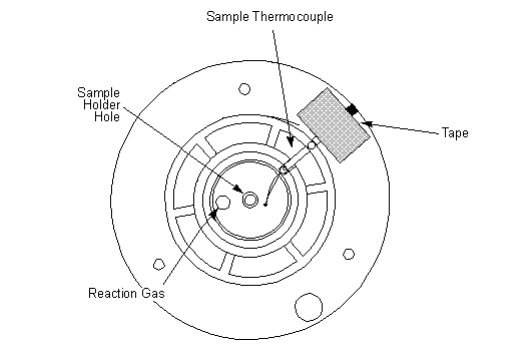 Sample Thermocouple
Sample
Holder
Hole
Tape
Reaction Gas